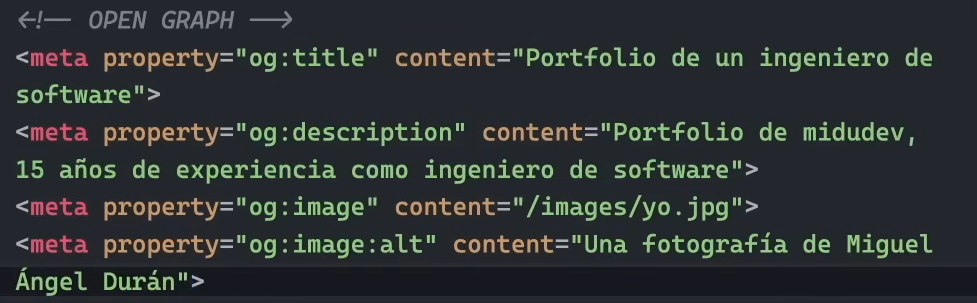 <!-- OPEN GRAPH -->
<meta property="og:title" content="Portfolio de un ingeniero de
software">
<meta property="og:description" content="Portfolio de midudev,
15 años de experiencia como ingeniero de software">
<meta property="og:image" content="/images/yo.jpg">
<meta property="og:image:alt" content="Una fotografía de Miguel
Ángel Durán">